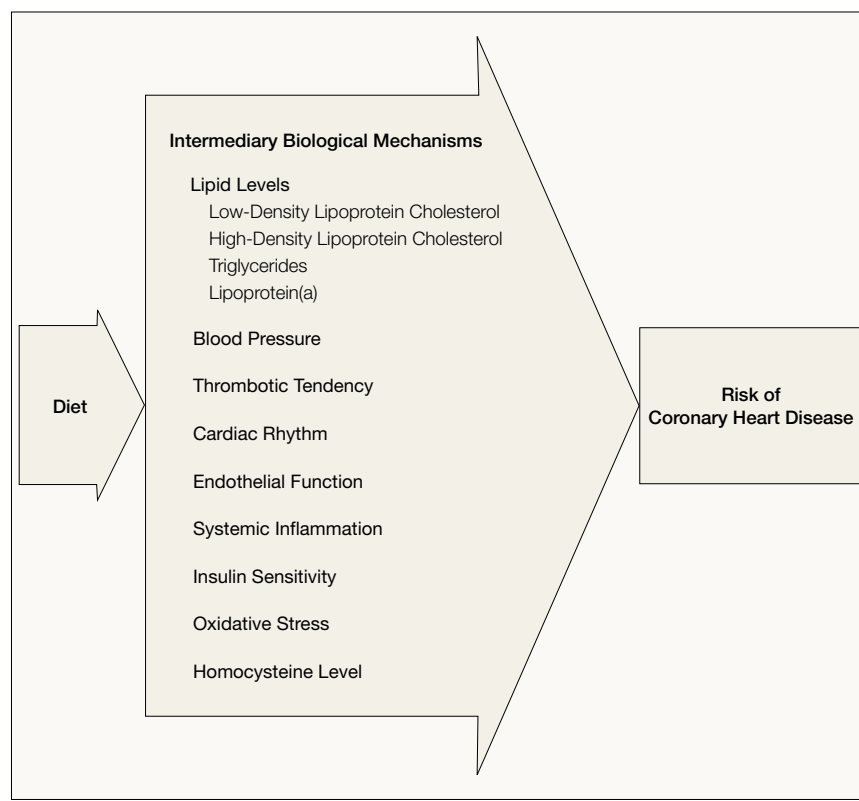 Diet
Intermediary Biological Mechanisms
Lipid Levels
Low-Density Lipoprotein Cholesterol
High-Density Lipoprotein Cholesterol
Triglycerides
Lipoprotein(a)
Blood Pressure
Thrombotic Tendency
Cardiac Rhythm
Endothelial Function
Systemic Inflammation
Insulin Sensitivity
Oxidative Stress
Homocysteine Level
Risk of
Coronary Heart Disease